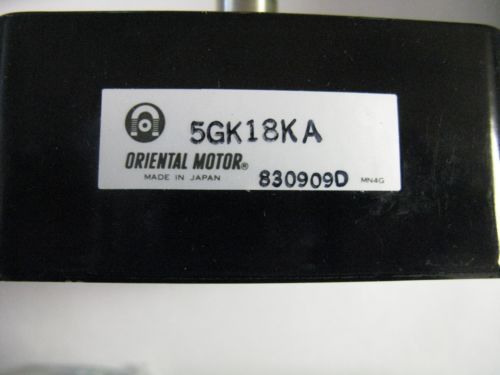 5GK18KA
ORIENTAL MOTOR®
MADE IN JAPAN
830909D MN4G